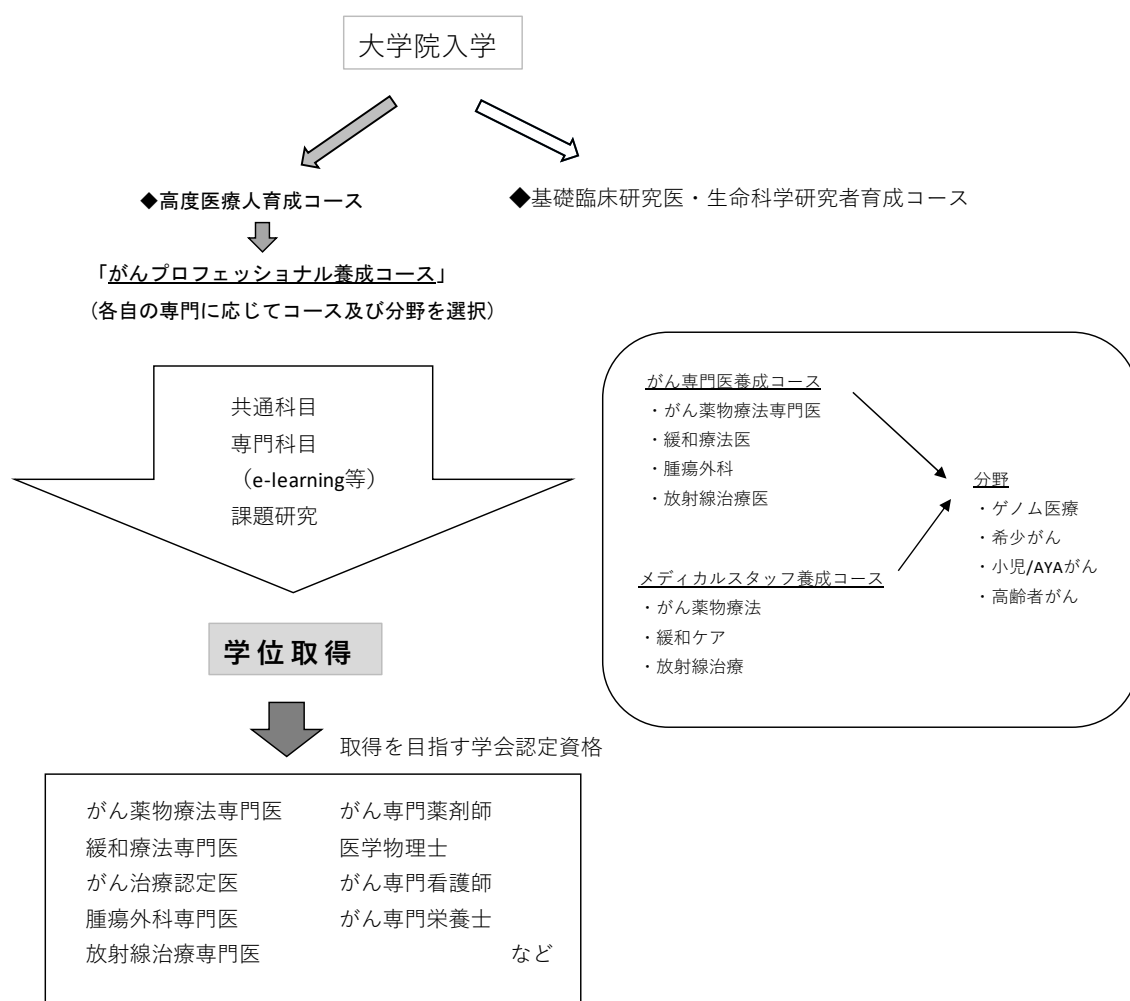 大学院入学
◆高度医療人育成コース
◆基礎臨床研究医・生命科学研究者育成コース
「がんプロフェッショナル養成コース」
（各自の専門に応じてコース及び分野を選択）
共通科目
専門科目
（e-learning等）
課題研究
がん専門医養成コース
・がん薬物療法専門医
・緩和療法医
・腫瘍外科
・放射線治療医
メディカルスタッフ養成コース
・がん薬物療法
・緩和ケア
・放射線治療
分野
・ゲノム医療
・希少がん
・小児/AYAがん
・高齢者がん
学位取得
取得を目指す学会認定資格
がん薬物療法専門医 がん専門薬剤師
緩和療法専門医 医学物理士
がん治療認定医 がん専門看護師
腫瘍外科専門医 がん専門栄養士
放射線治療専門医 など